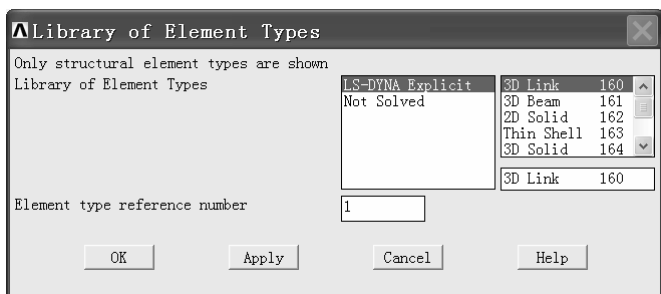 Library of Element Types
Only structural element types are shown
Library of Element Types
LS-DYNA Explicit
Not Solved
3D Link 160
3D Beam 161
2D Solid 162
Thin Shell 163
3D Solid 164
3D Link 160
Element type reference number
1
OK Apply Cancel Help